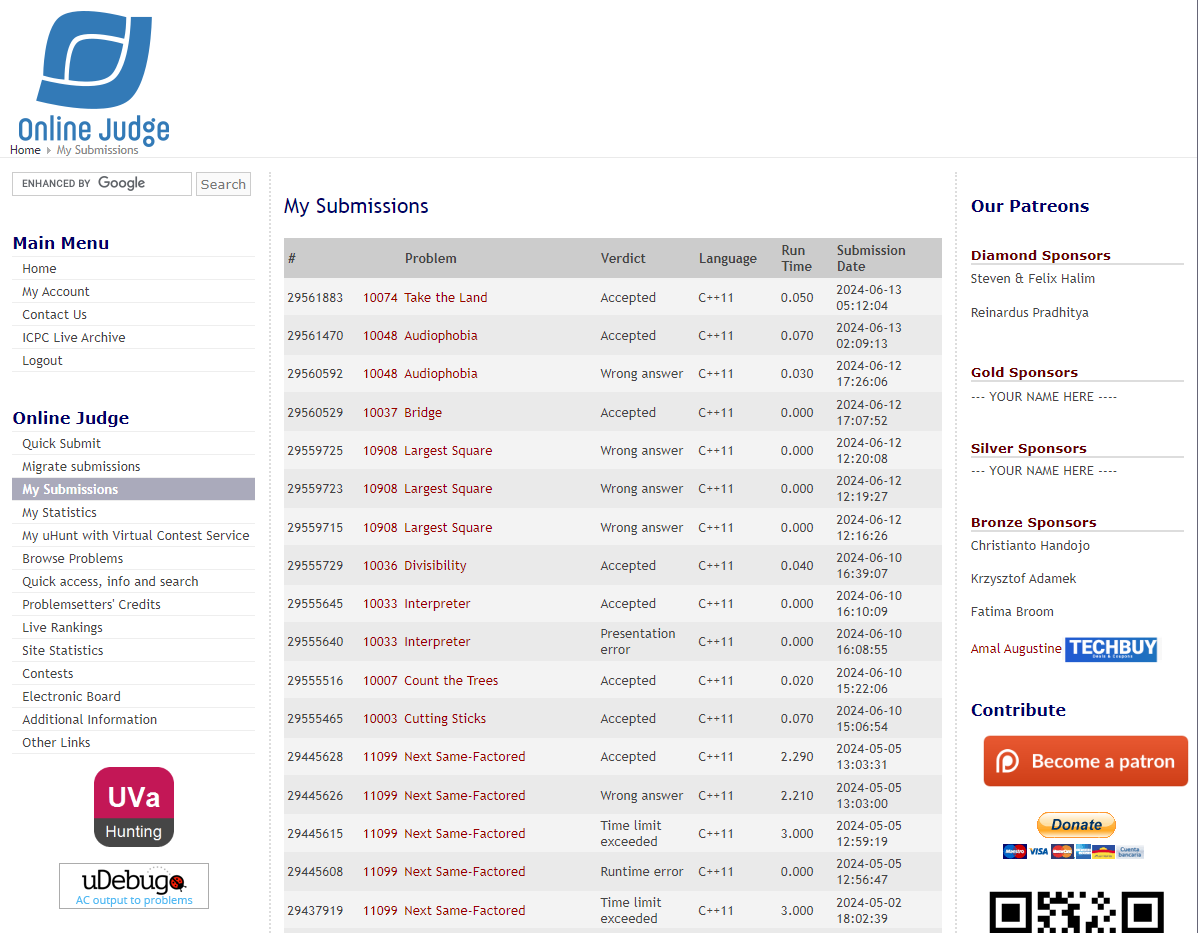 Online Judge
Home My Submissions
ENHANCED BY Google Search
Main Menu
Home
My Account
Contact Us
ICPC Live Archive
Logout
Online Judge
Quick Submit
Migrate submissions
My Submissions
My Statistics
My uHunt with Virtual Contest Service
Browse Problems
Quick access, info and search
Problemsetters' Credits
Live Rankings
Site Statistics
Contests
Electronic Board
Additional Information
Other Links
UVa
Hunting
uDebug
AC output to problems
My Submissions
# Problem Verdict Language Run Time Submission Date
29561883 10074 Take the Land Accepted C++11 0.050 2024-06-13 05:12:04
29561470 10048 Audiophobia Accepted C++11 0.070 2024-06-13 02:09:13
29560592 10048 Audiophobia Wrong answer C++11 0.030 2024-06-12 17:26:06
29560529 10037 Bridge Accepted C++11 0.000 2024-06-12 17:07:52
29559725 10908 Largest Square Wrong answer C++11 0.000 2024-06-12 12:20:08
29559723 10908 Largest Square Wrong answer C++11 0.000 2024-06-12 12:19:27
29559715 10908 Largest Square Wrong answer C++11 0.000 2024-06-12 12:16:26
29555729 10036 Divisibility Accepted C++11 0.040 2024-06-10 16:39:07
29555645 10033 Interpreter Accepted C++11 0.000 2024-06-10 16:10:09
29555640 10033 Interpreter Presentation error C++11 0.000 2024-06-10 16:08:55
29555516 10007 Count the Trees Accepted C++11 0.020 2024-06-10 15:22:06
29555465 10003 Cutting Sticks Accepted C++11 0.070 2024-06-10 15:06:54
29445628 11099 Next Same-Factored Accepted C++11 2.290 2024-05-05 13:03:31
29445626 11099 Next Same-Factored Wrong answer C++11 2.210 2024-05-05 13:03:00
29445615 11099 Next Same-Factored Time limit exceeded C++11 3.000 2024-05-05 12:59:19
29445608 11099 Next Same-Factored Runtime error C++11 0.000 2024-05-05 12:56:47
29437919 11099 Next Same-Factored Time limit exceeded C++11 3.000 2024-05-02 18:02:39
Our Patreons
Diamond Sponsors
Steven & Felix Halim
Reinardus Pradhitya
Gold Sponsors
--- YOUR NAME HERE ----
Silver Sponsors
--- YOUR NAME HERE ----
Bronze Sponsors
Christianto Handojo
Krzysztof Adamek
Fatima Broom
Amal Augustine TECHBUY
Deals & Coupons
Contribute
Become a patron
Donate
Maestro VISA MasterCard Cuenta bancaria